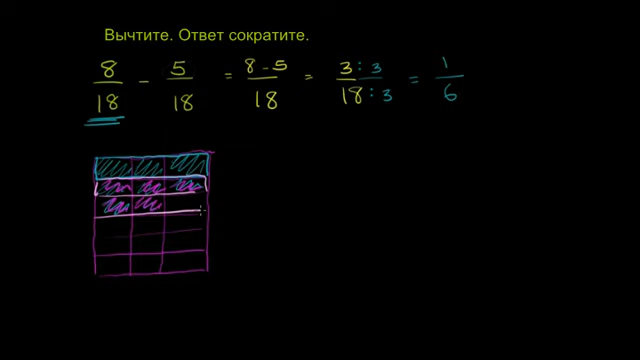 Вычтите. Ответ сократите.
8/18 - 5/18 = 8-5/18 = 3:3/18:3 = 1/6